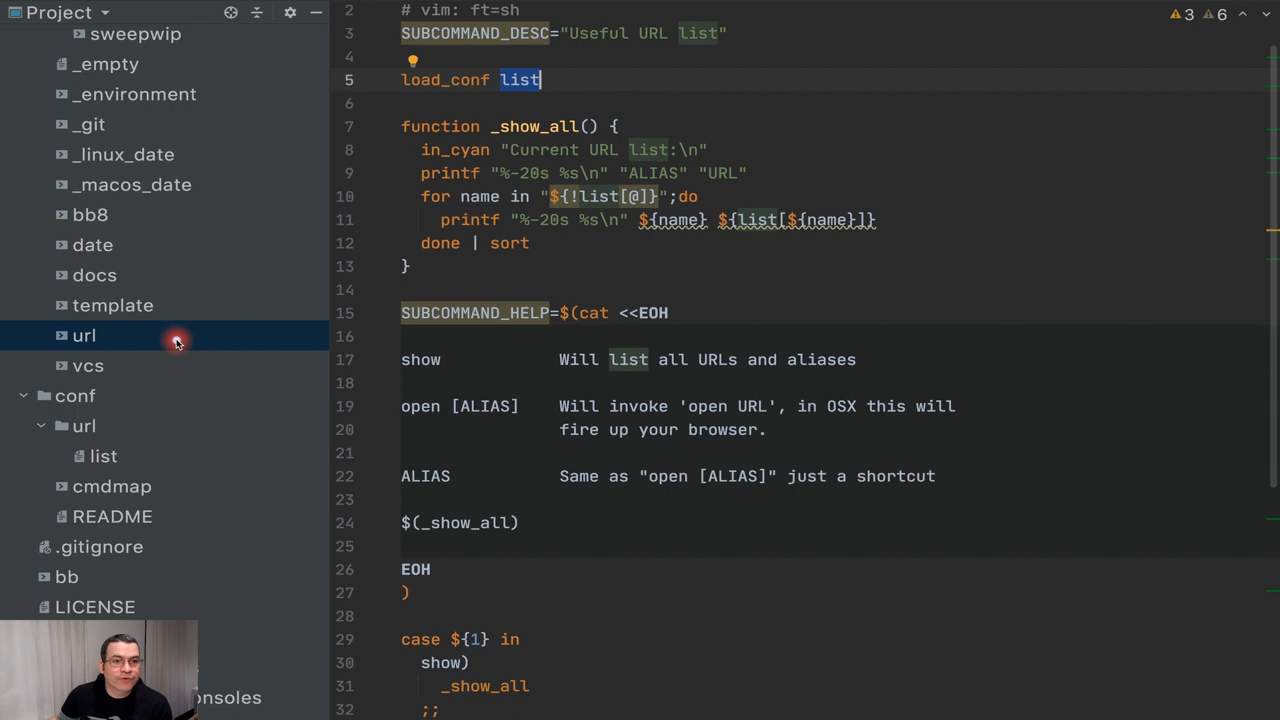 Project
3 6
sweepwip
_empty
_environment
_git
_linux_date
_macos_date
bb8
date
docs
template
url
vcs
conf
url
list
cmdmap
README
.gitignore
bb
LICENSE
onsoles
2 # vim: ft=sh
3 SUBCOMMAND_DESC="Useful URL list"
4
5 load_conf list
6
7 function _show_all() {
8 in_cyan "Current URL list:\n"
9 printf "%-20s %s\n" "ALIAS" "URL"
10 for name in "${!list[@]}";do
11 printf "%-20s %s\n" ${name} ${list[${name}]}
12 done | sort
13 }
14
15 SUBCOMMAND_HELP=$(cat <<EOH
16
17 show Will list all URLs and aliases
18
19 open [ALIAS] Will invoke 'open URL', in OSX this will
20 fire up your browser.
21
22 ALIAS Same as "open [ALIAS]" just a shortcut
23
24 $(_show_all)
25
26 EOH
27 )
28
29 case ${1} in
30 show)
31 _show_all
32 ;;